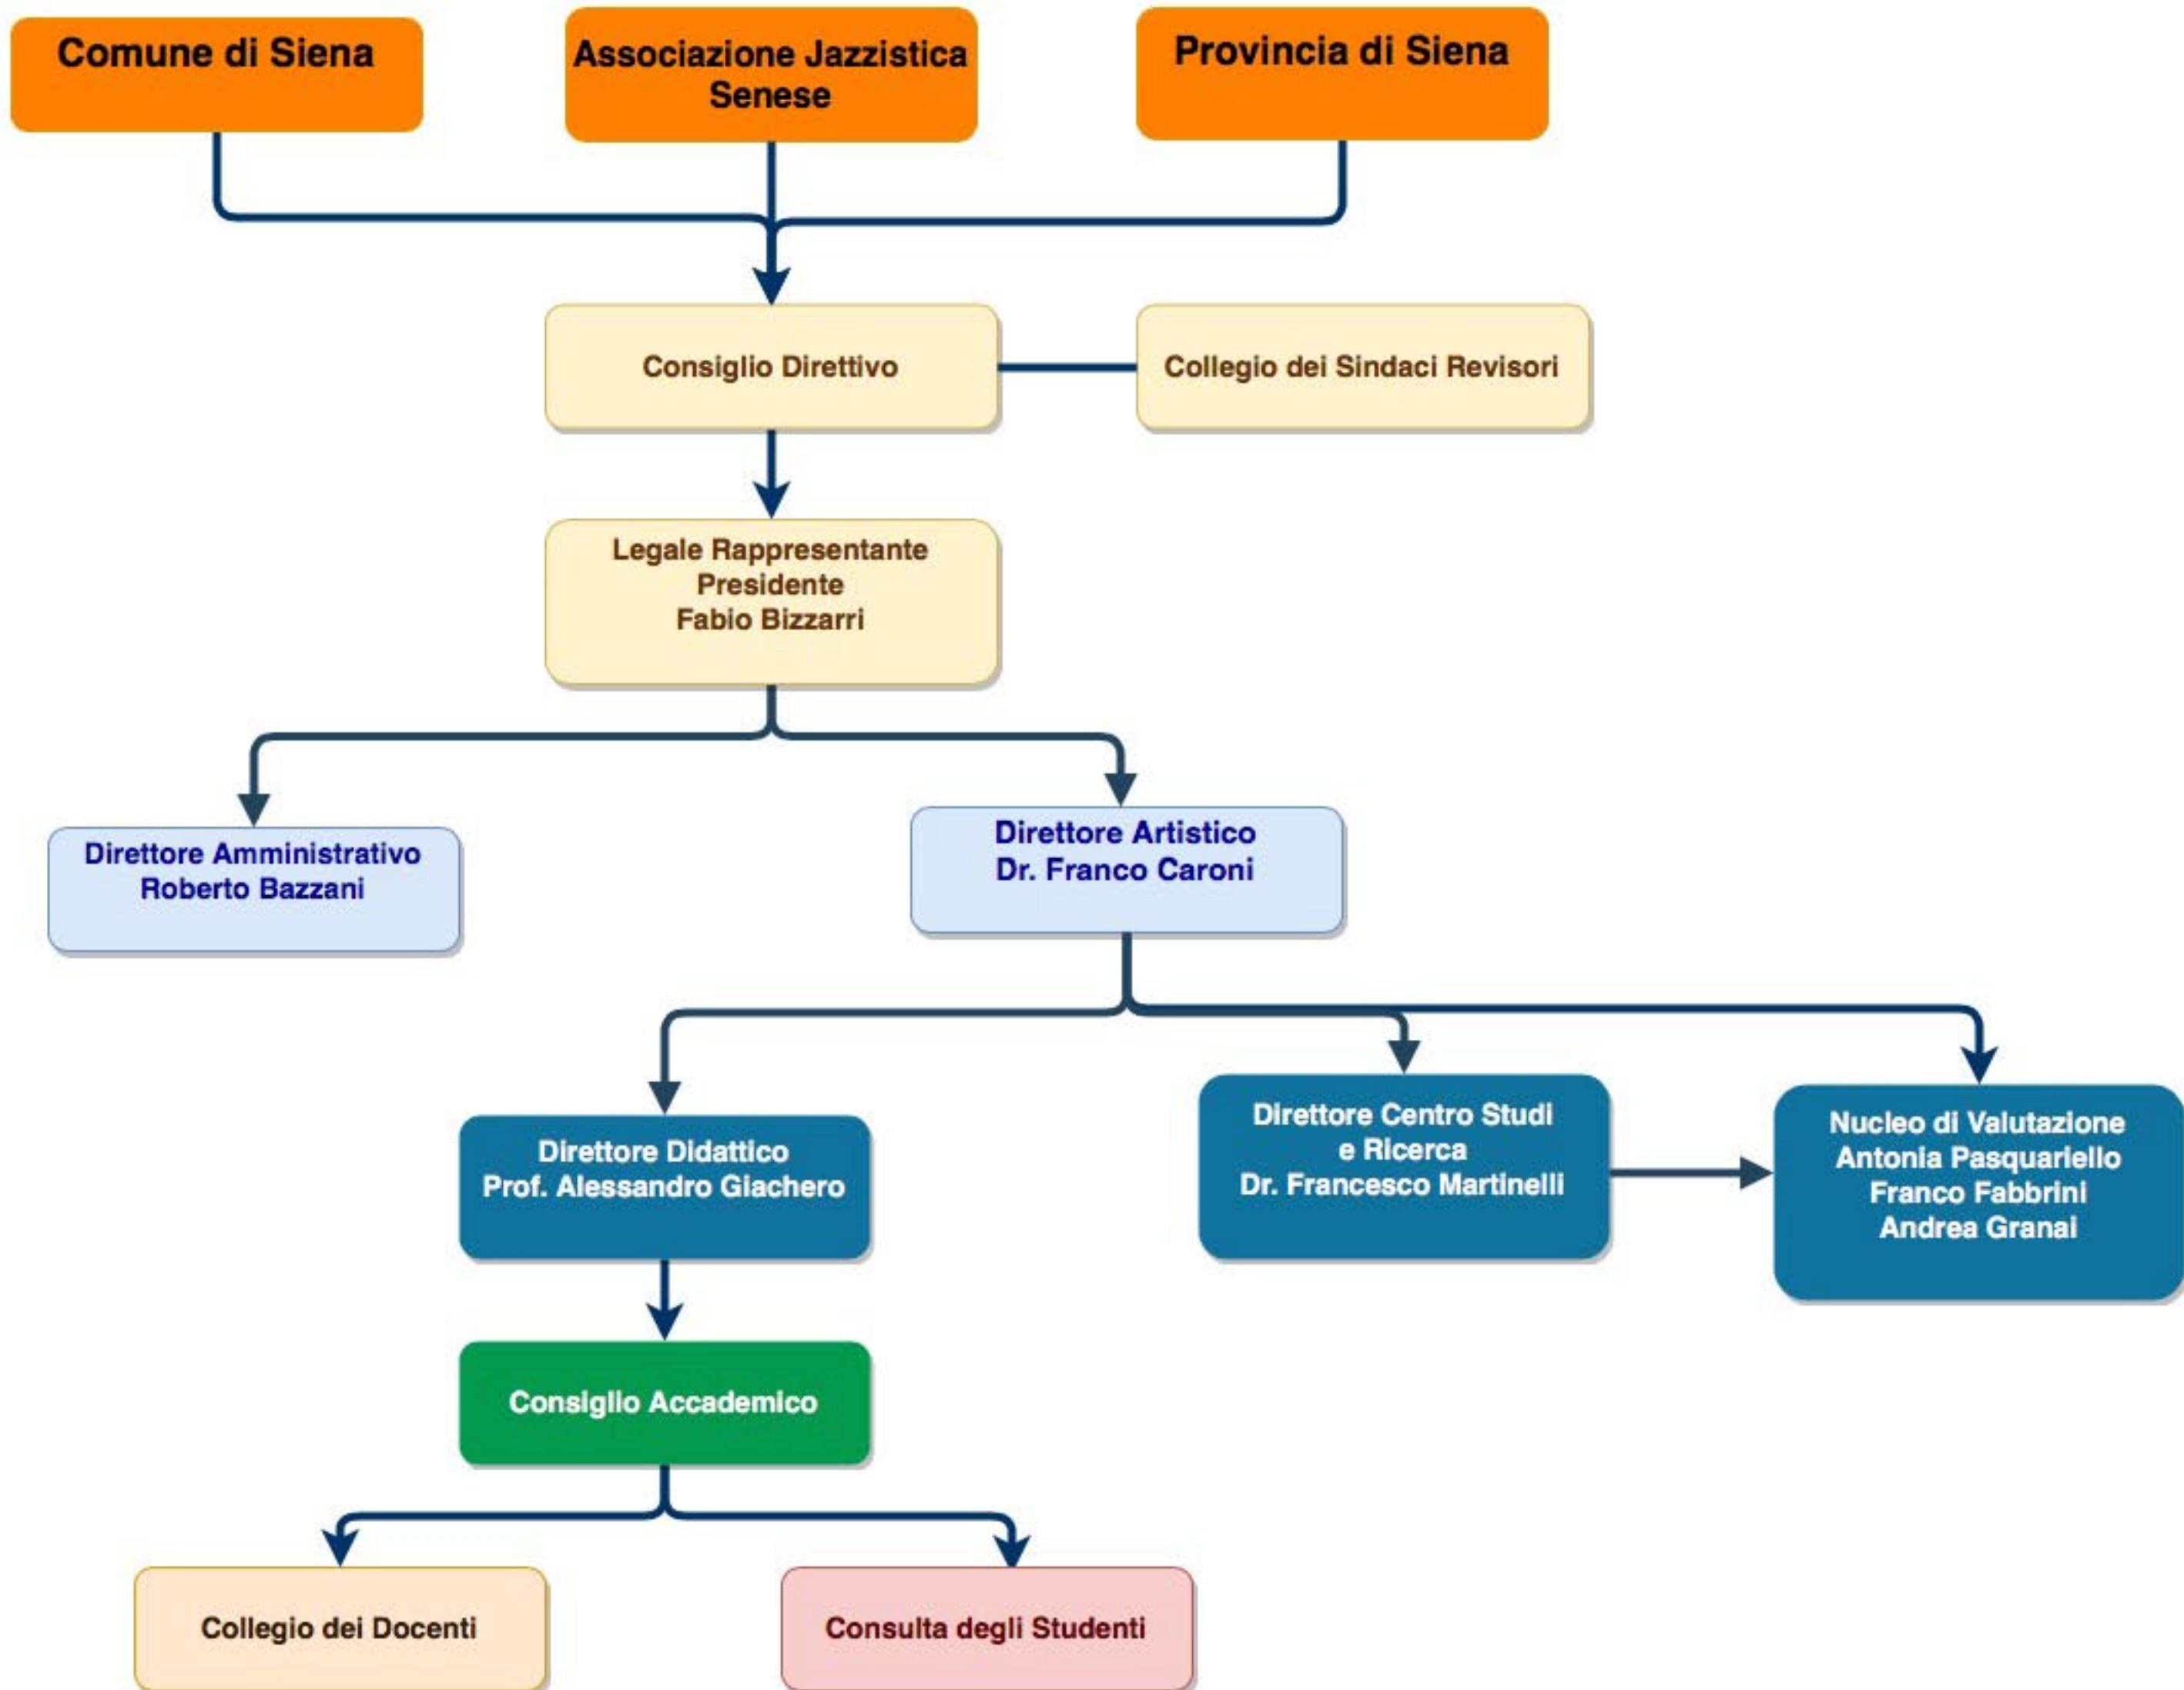 Comune di Siena
Associazione Jazzistica
Senese
Provincia di Siena
Consiglio Direttivo
Collegio dei Sindaci Revisori
Legale Rappresentante
Presidente
Fabio Bizzarri
Direttore Amministrativo
Roberto Bazzani
Direttore Artistico
Dr. Franco Caroni
Direttore Didattico
Prof. Alessandro Giachero
Direttore Centro Studi
e Ricerca
Dr. Francesco Martinelli
Nucleo di Valutazione
Antonia Pasquariello
Franco Fabbrini
Andrea Granai
Consiglio Accademico
Collegio dei Docenti
Consulta degli Studenti